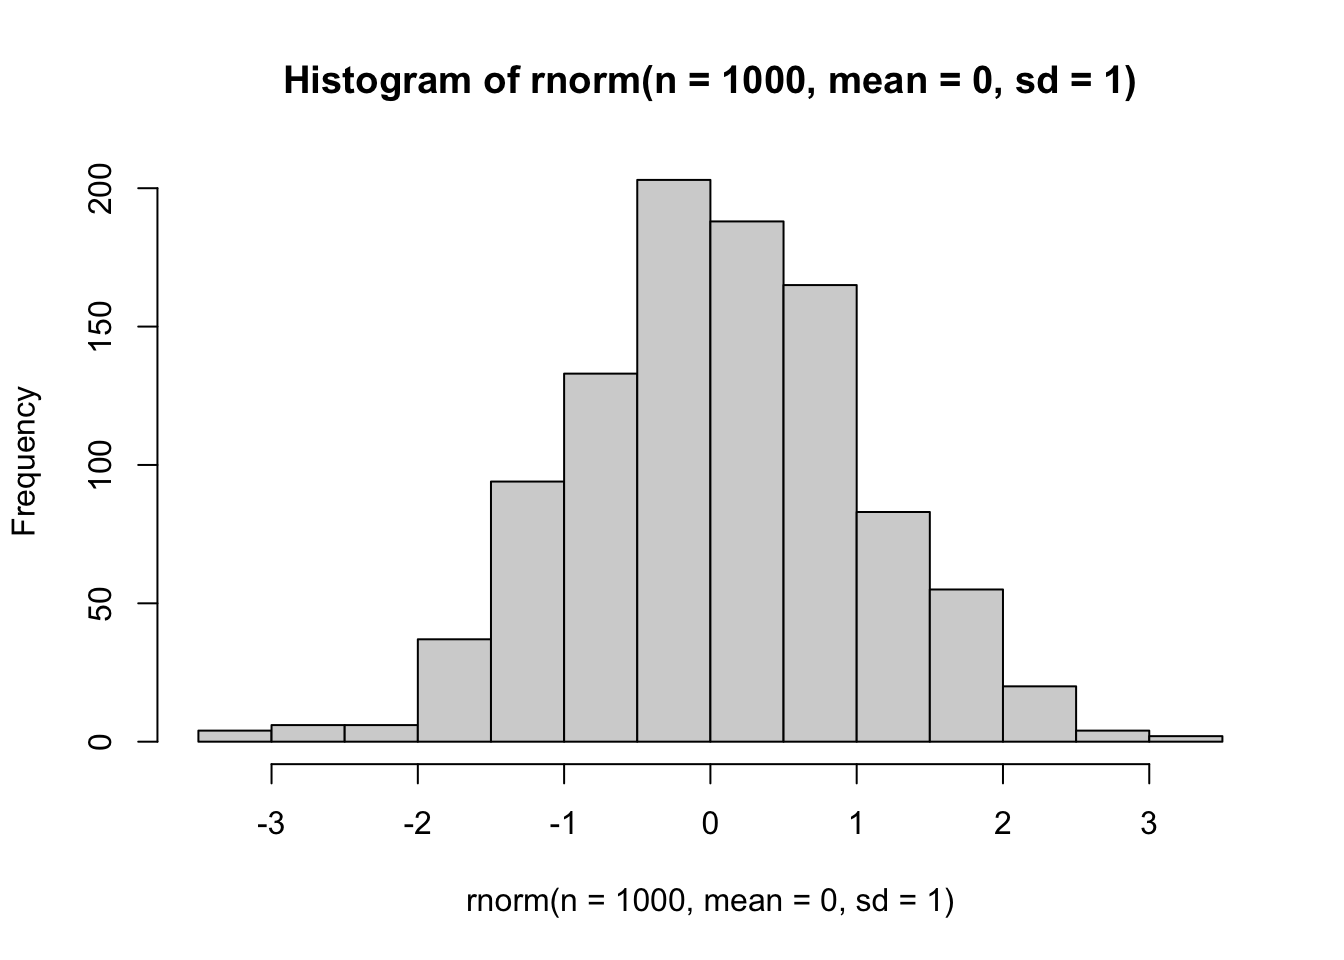 Histogram of rnorm(n = 1000, mean = 0, sd = 1)
Frequency
200
150
100
50
0
-3 -2 -1 0 1 2 3
rnorm(n = 1000, mean = 0, sd = 1)